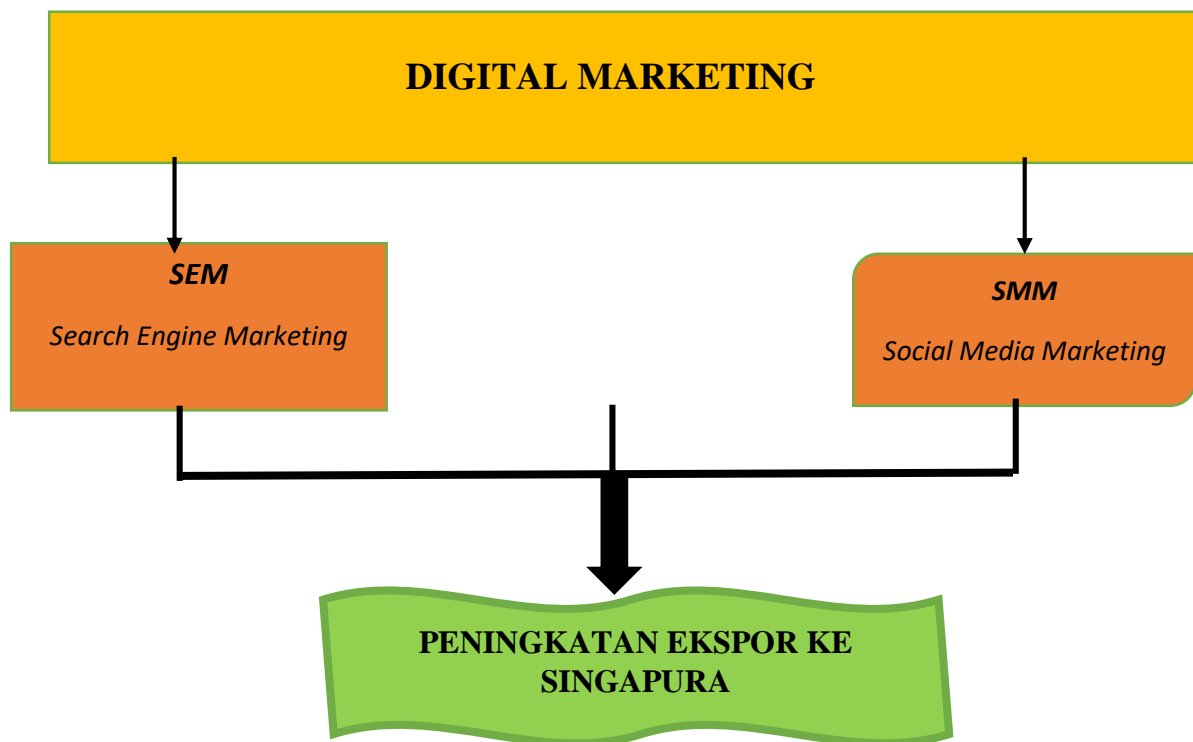 DIGITAL MARKETING
SEM
Search Engine Marketing
SMM
Social Media Marketing
PENINGKATAN EKSPOR KE
SINGAPURA